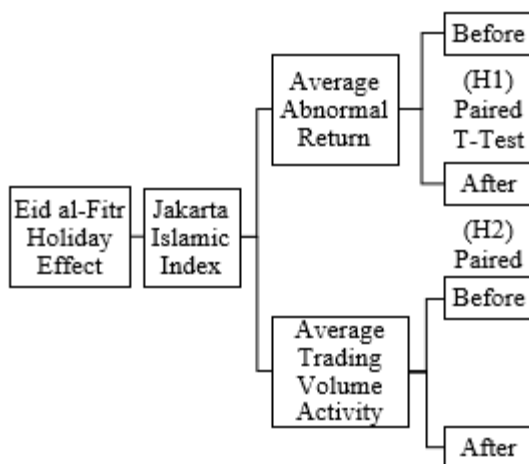 Before
Average
Abnormal
Return
(H1)
Paired
T-Test
After
Eid al-Fitr
Holiday
Effect
Jakarta
Islamic
Index
(H2)
Paired
Before
Average
Trading
Volume
Activity
After